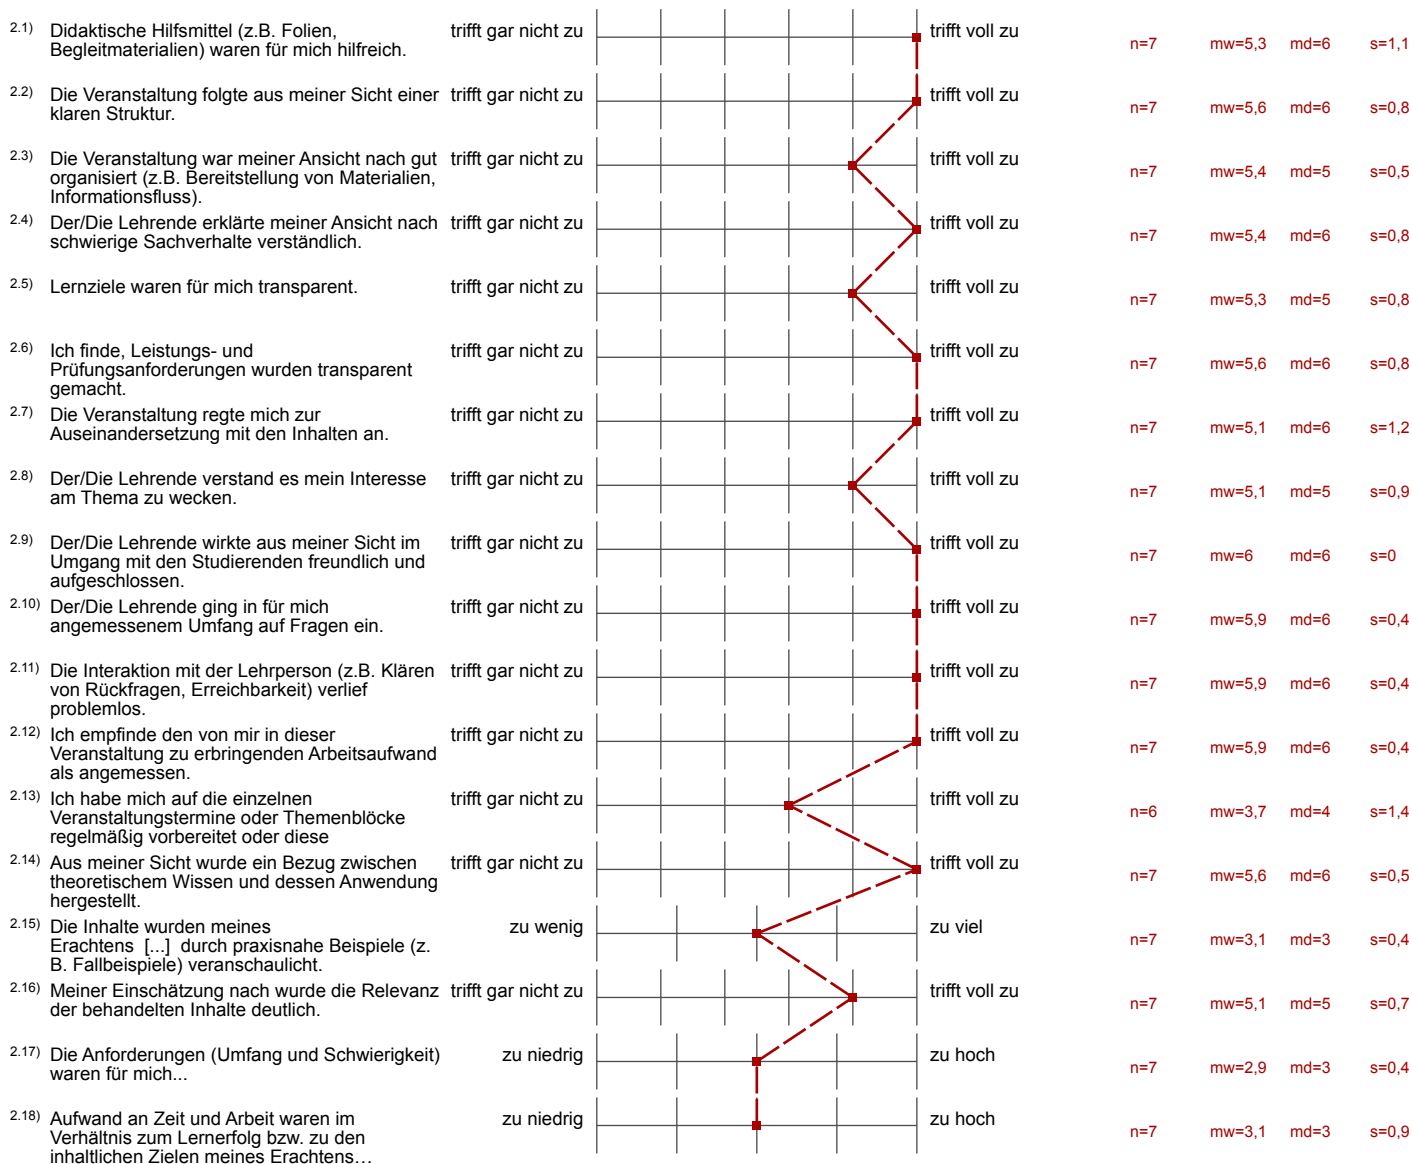 2.1) Didaktische Hilfsmittel (z.B. Folien, trifft gar nicht zu trifft voll zu
Begleitmaterialien) waren für mich hilfreich. n=7 mw=5,3 md=6 s=1,1
2.2) Die Veranstaltung folgte aus meiner Sicht einer trifft gar nicht zu trifft voll zu
klaren Struktur. n=7 mw=5,6 md=6 s=0,8
2.3) Die Veranstaltung war meiner Ansicht nach gut trifft gar nicht zu trifft voll zu
organisiert (z.B. Bereitstellung von Materialien, n=7 mw=5,4 md=5 s=0,5
Informationsfluss).
2.4) Der/Die Lehrende erklärte meiner Ansicht nach trifft gar nicht zu trifft voll zu
schwierige Sachverhalte verständlich. n=7 mw=5,4 md=6 s=0,8
2.5) Lernziele waren für mich transparent. trifft gar nicht zu trifft voll zu
n=7 mw=5,3 md=5 s=0,8
2.6) Ich finde, Leistungs- und trifft gar nicht zu trifft voll zu
Prüfungsanforderungen wurden transparent n=7 mw=5,6 md=6 s=0,8
gemacht.
2.7) Die Veranstaltung regte mich zur trifft gar nicht zu trifft voll zu
Auseinandersetzung mit den Inhalten an. n=7 mw=5,1 md=6 s=1,2
2.8) Der/Die Lehrende verstand es mein Interesse trifft gar nicht zu trifft voll zu
am Thema zu wecken. n=7 mw=5,1 md=5 s=0,9
2.9) Der/Die Lehrende wirkte aus meiner Sicht im trifft gar nicht zu trifft voll zu
Umgang mit den Studierenden freundlich und n=7 mw=6 md=6 s=0
aufgeschlossen.
2.10) Der/Die Lehrende ging in für mich trifft gar nicht zu trifft voll zu
angemessenem Umfang auf Fragen ein. n=7 mw=5,9 md=6 s=0,4
2.11) Die Interaktion mit der Lehrperson (z.B. Klären trifft gar nicht zu trifft voll zu
von Rückfragen, Erreichbarkeit) verlief n=7 mw=5,9 md=6 s=0,4
problemlos.
2.12) Ich empfinde den von mir in dieser trifft gar nicht zu trifft voll zu
Veranstaltung zu erbringenden Arbeitsaufwand n=7 mw=5,9 md=6 s=0,4
als angemessen.
2.13) Ich habe mich auf die einzelnen trifft gar nicht zu trifft voll zu
Veranstaltungstermine oder Themenblöcke n=6 mw=3,7 md=4 s=1,4
regelmäßig vorbereitet oder diese
2.14) Aus meiner Sicht wurde ein Bezug zwischen trifft gar nicht zu trifft voll zu
theoretischem Wissen und dessen Anwendung n=7 mw=5,6 md=6 s=0,5
hergestellt.
2.15) Die Inhalte wurden meines zu wenig zu viel
Erachtens [...] durch praxisnahe Beispiele (z. n=7 mw=3,1 md=3 s=0,4
B. Fallbeispiele) veranschaulicht.
2.16) Meiner Einschätzung nach wurde die Relevanz trifft gar nicht zu trifft voll zu
der behandelten Inhalte deutlich. n=7 mw=5,1 md=5 s=0,7
2.17) Die Anforderungen (Umfang und Schwierigkeit) zu niedrig zu hoch
waren für mich... n=7 mw=2,9 md=3 s=0,4
2.18) Aufwand an Zeit und Arbeit waren im zu niedrig zu hoch
Verhältnis zum Lernerfolg bzw. zu den n=7 mw=3,1 md=3 s=0,9
inhaltlichen Zielen meines Erachtens…